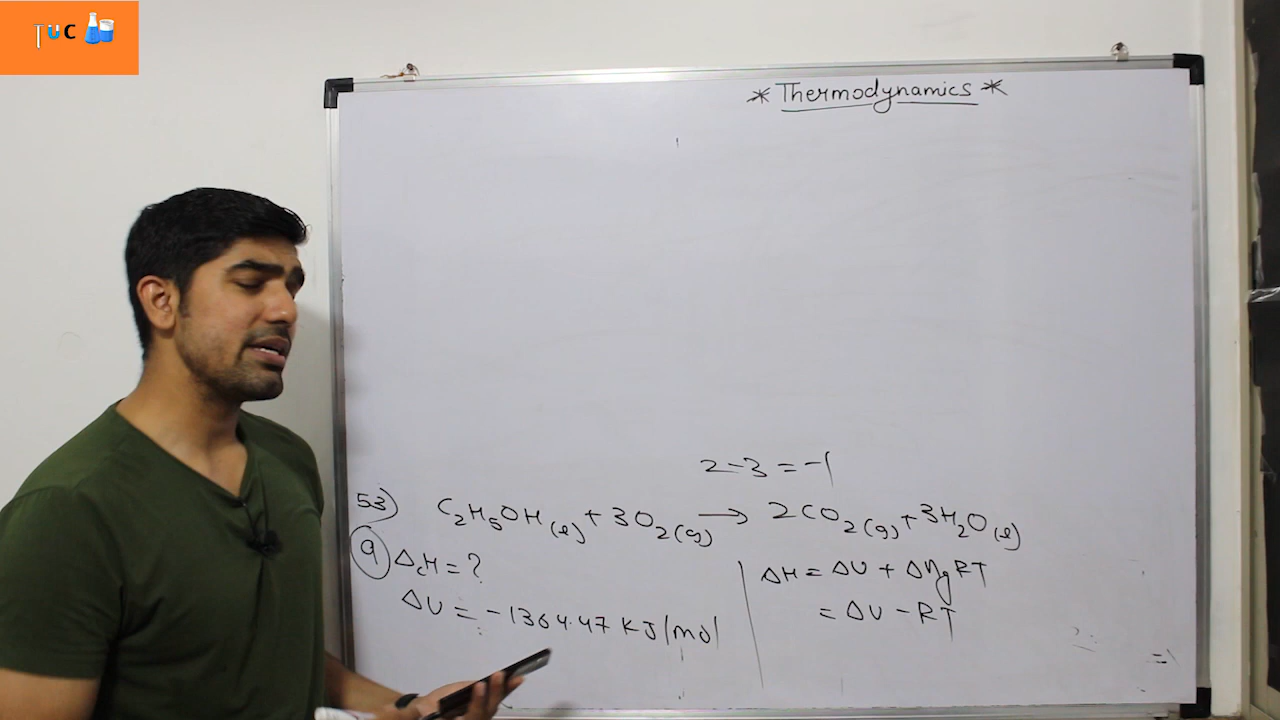 TUC
* Thermodynamics *
2-3=-1
53) C₂H₅OH(l) + 3O₂(g) → 2CO₂(g) + 3H₂O(l)
9 ΔcH = ?
ΔU = -1364.47 KJ/mol
ΔH = ΔU + ΔngRT
= ΔU - RT